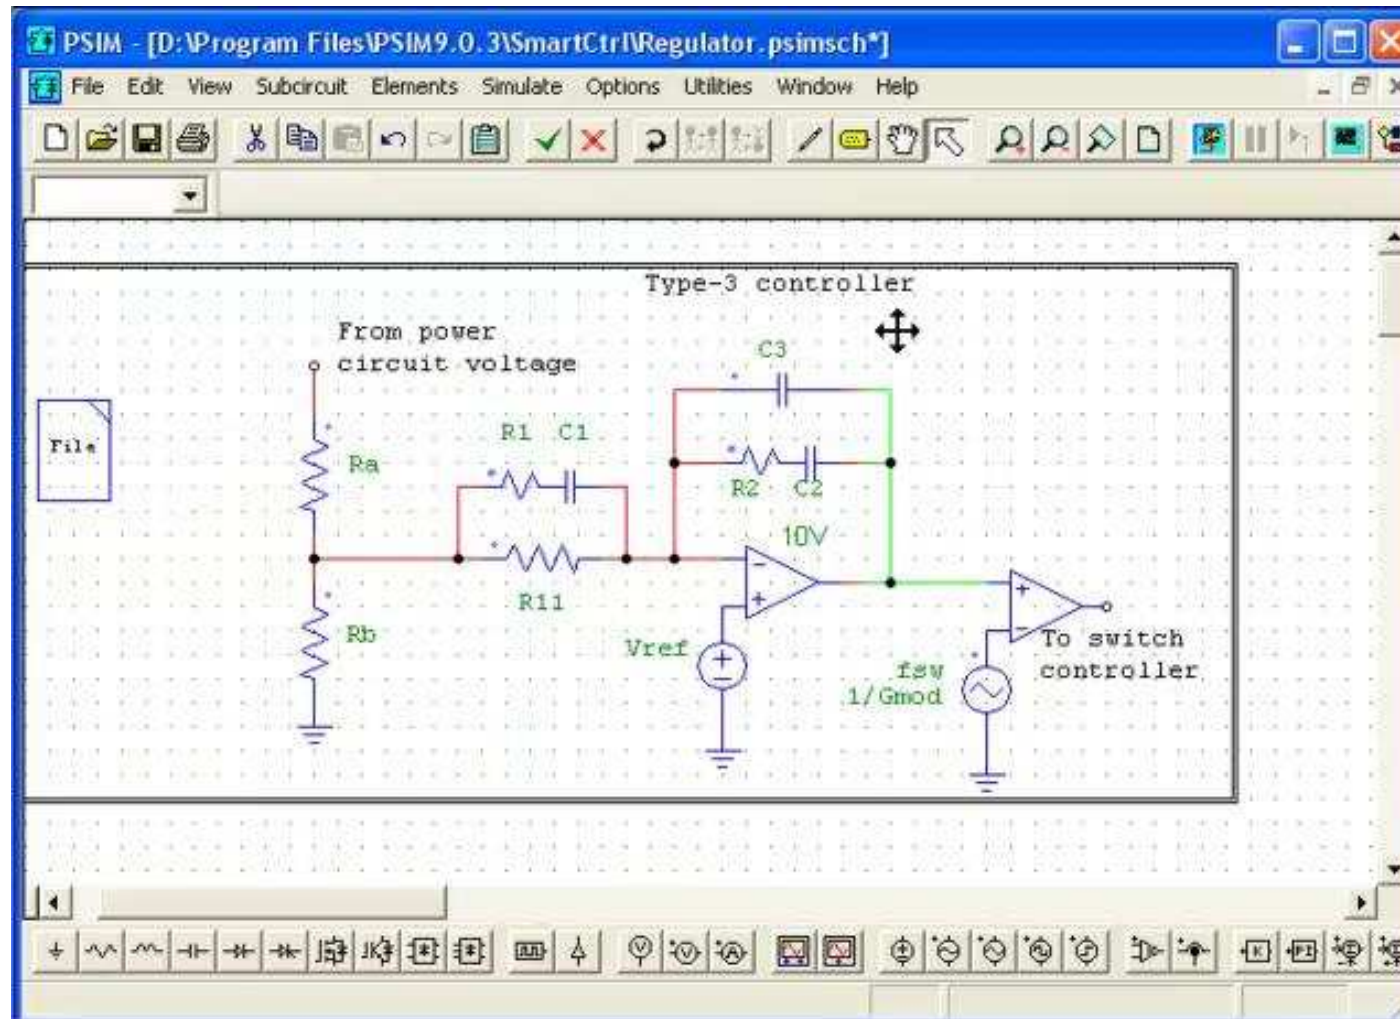 PSIM - [D:\Program Files\PSIM9.0.3\SmartCtrl\Regulator.psimsch*]
File Edit View Subcircuit Elements Simulate Options Utilities Window Help
Type-3 controller
From power
circuit voltage
C3
File
Ra
R1 C1
R2 C2
10V
R11
Rb
Vref
To switch
controller
fsw
1/Gmod
V
V
A
K
PI